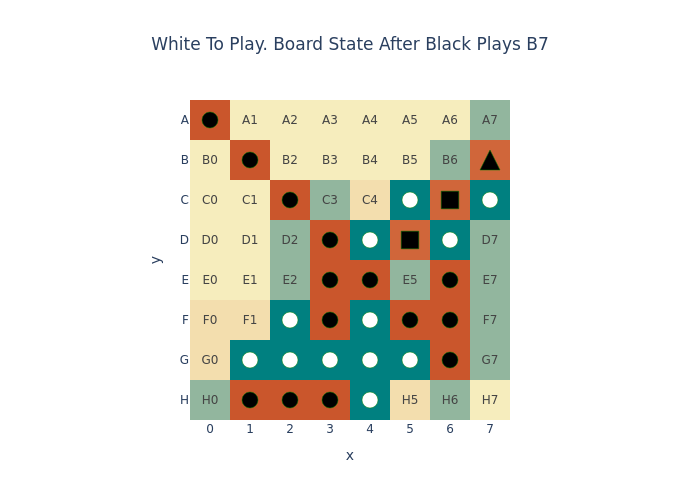 White To Play. Board State After Black Plays B7
A A1 A2 A3 A4 A5 A6 A7
B B0 B2 B3 B4 B5 B6
C C0 C1 C3 C4
D D0 D1 D2 D7
y
E E0 E1 E2 E5 E7
F F0 F1 F7
G G0 G7
H H0 H5 H6 H7
0 1 2 3 4 5 6 7
x